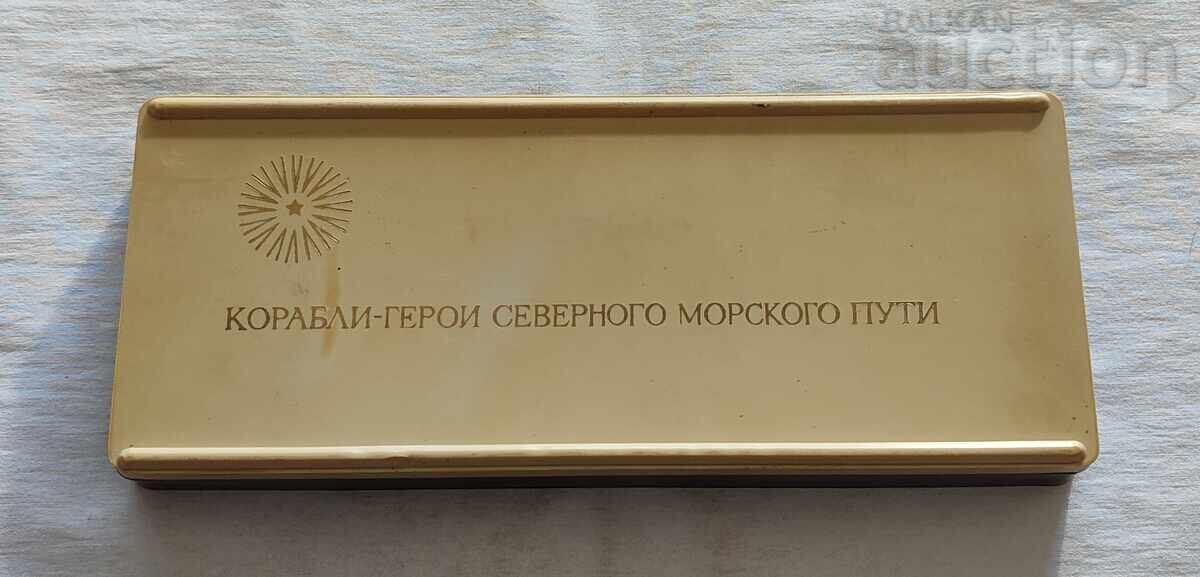 BALKAN
auction
КОРАБЛИ-ГЕРОИ СЕВЕРНОГО МОРСКОГО ПУТИ